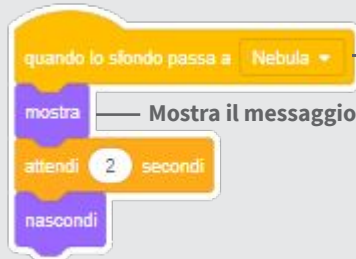 quando lo sfondo passa a Nebula
mostra Mostra il messaggio
attendi 2 secondi
nascondi